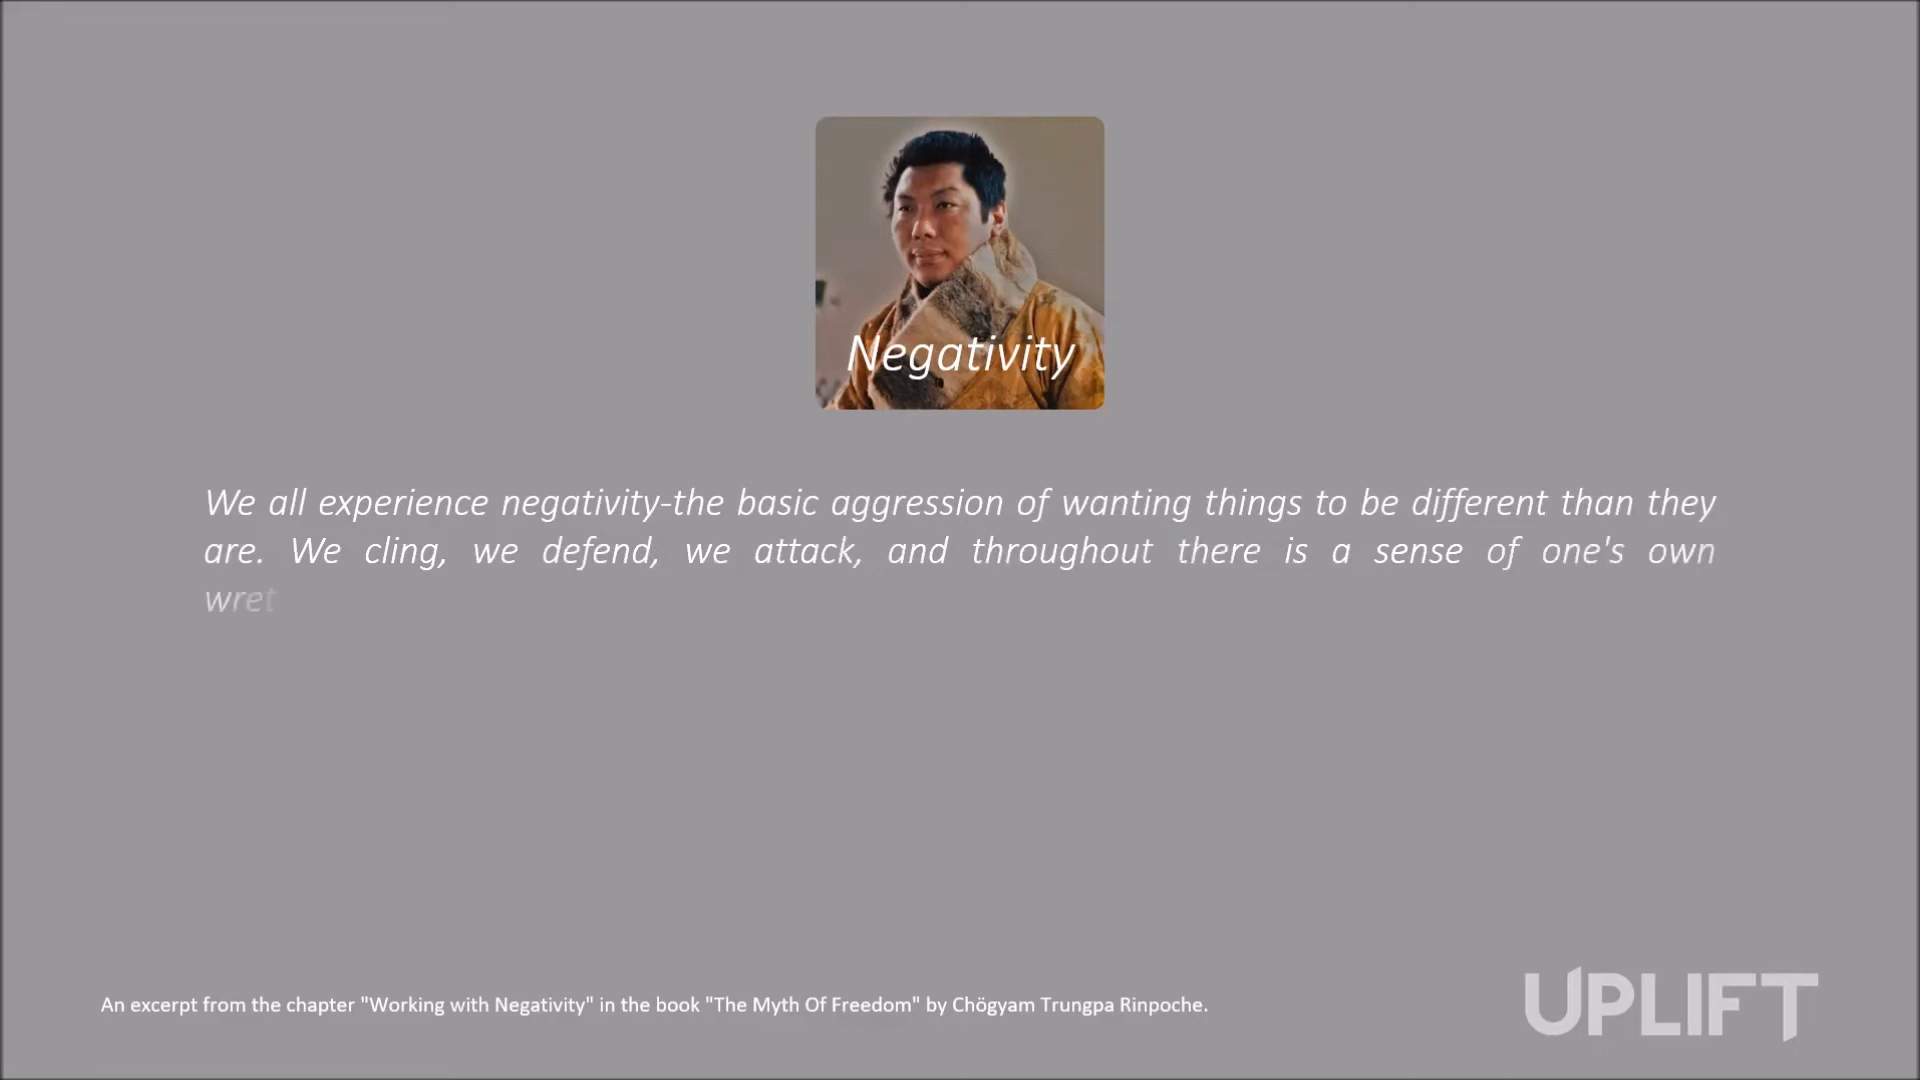 Negativity
We all experience negativity-the basic aggression of wanting things to be different than they
are. We cling, we defend, we attack, and throughout there is a sense of one's own
wret
An excerpt from the chapter "Working with Negativity" in the book "The Myth Of Freedom" by Chögyam Trungpa Rinpoche.
UPLIFT